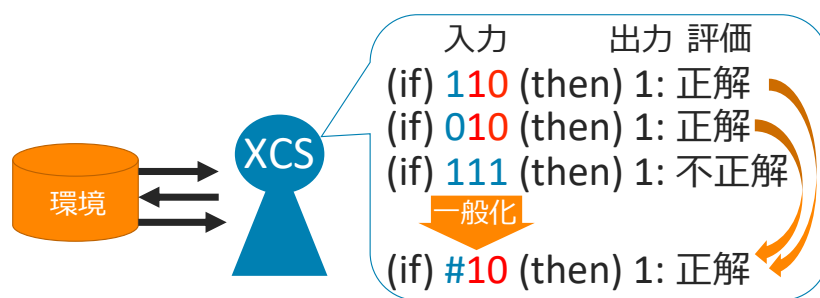 環境
XCS
入力 出力 評価
(if) 110 (then) 1: 正解
(if) 010 (then) 1: 正解
(if) 111 (then) 1: 不正解
一般化
(if) #10 (then) 1: 正解